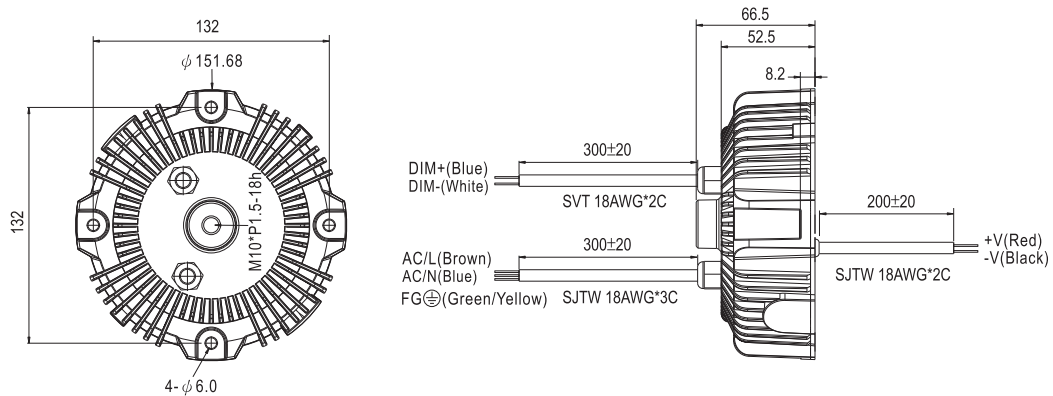 132
ϕ 151.68
132
M10*P1.5-18h
4- ϕ 6.0
66.5
52.5
8.2
300±20
DIM+(Blue)
DIM-(White)
SVT 18AWG*2C
200±20
+V(Red)
-V(Black)
SJTW 18AWG*2C
300±20
AC/L(Brown)
AC/N(Blue)
FG⏚(Green/Yellow)
SJTW 18AWG*3C